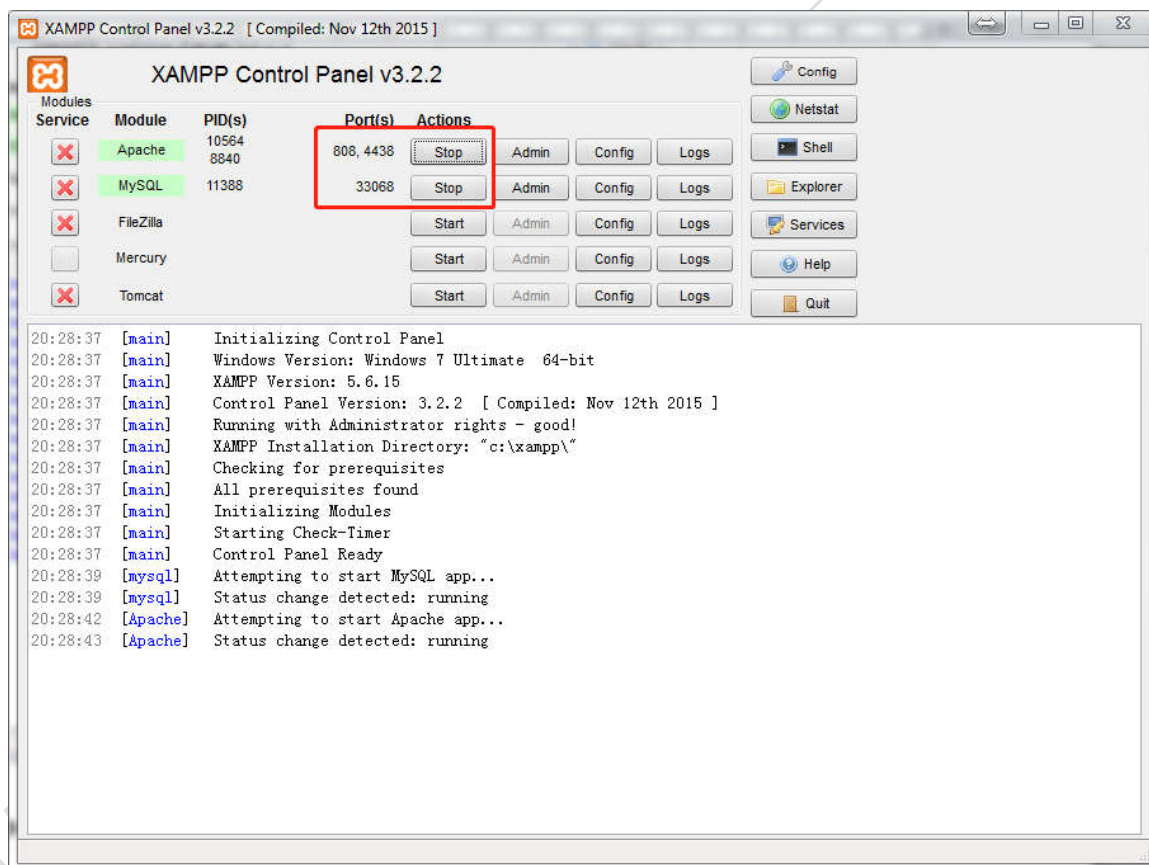 XAMPP Control Panel v3.2.2 [ Compiled: Nov 12th 2015 ]
XAMPP Control Panel v3.2.2
Config
Modules
Service Module PID(s) Port(s) Actions
Netstat
Apache 10564 8840 808, 4438 Stop Admin Config Logs
Shell
MySQL 11388 33068 Stop Admin Config Logs
Explorer
FileZilla Start Admin Config Logs
Services
Mercury Start Admin Config Logs
Help
Tomcat Start Admin Config Logs
Quit
20:28:37 [main] Initializing Control Panel
20:28:37 [main] Windows Version: Windows 7 Ultimate 64-bit
20:28:37 [main] XAMPP Version: 5.6.15
20:28:37 [main] Control Panel Version: 3.2.2 [ Compiled: Nov 12th 2015 ]
20:28:37 [main] Running with Administrator rights - good!
20:28:37 [main] XAMPP Installation Directory: "c:\xampp\"
20:28:37 [main] Checking for prerequisites
20:28:37 [main] All prerequisites found
20:28:37 [main] Initializing Modules
20:28:37 [main] Starting Check-Timer
20:28:37 [main] Control Panel Ready
20:28:39 [mysql] Attempting to start MySQL app...
20:28:39 [mysql] Status change detected: running
20:28:42 [Apache] Attempting to start Apache app...
20:28:43 [Apache] Status change detected: running